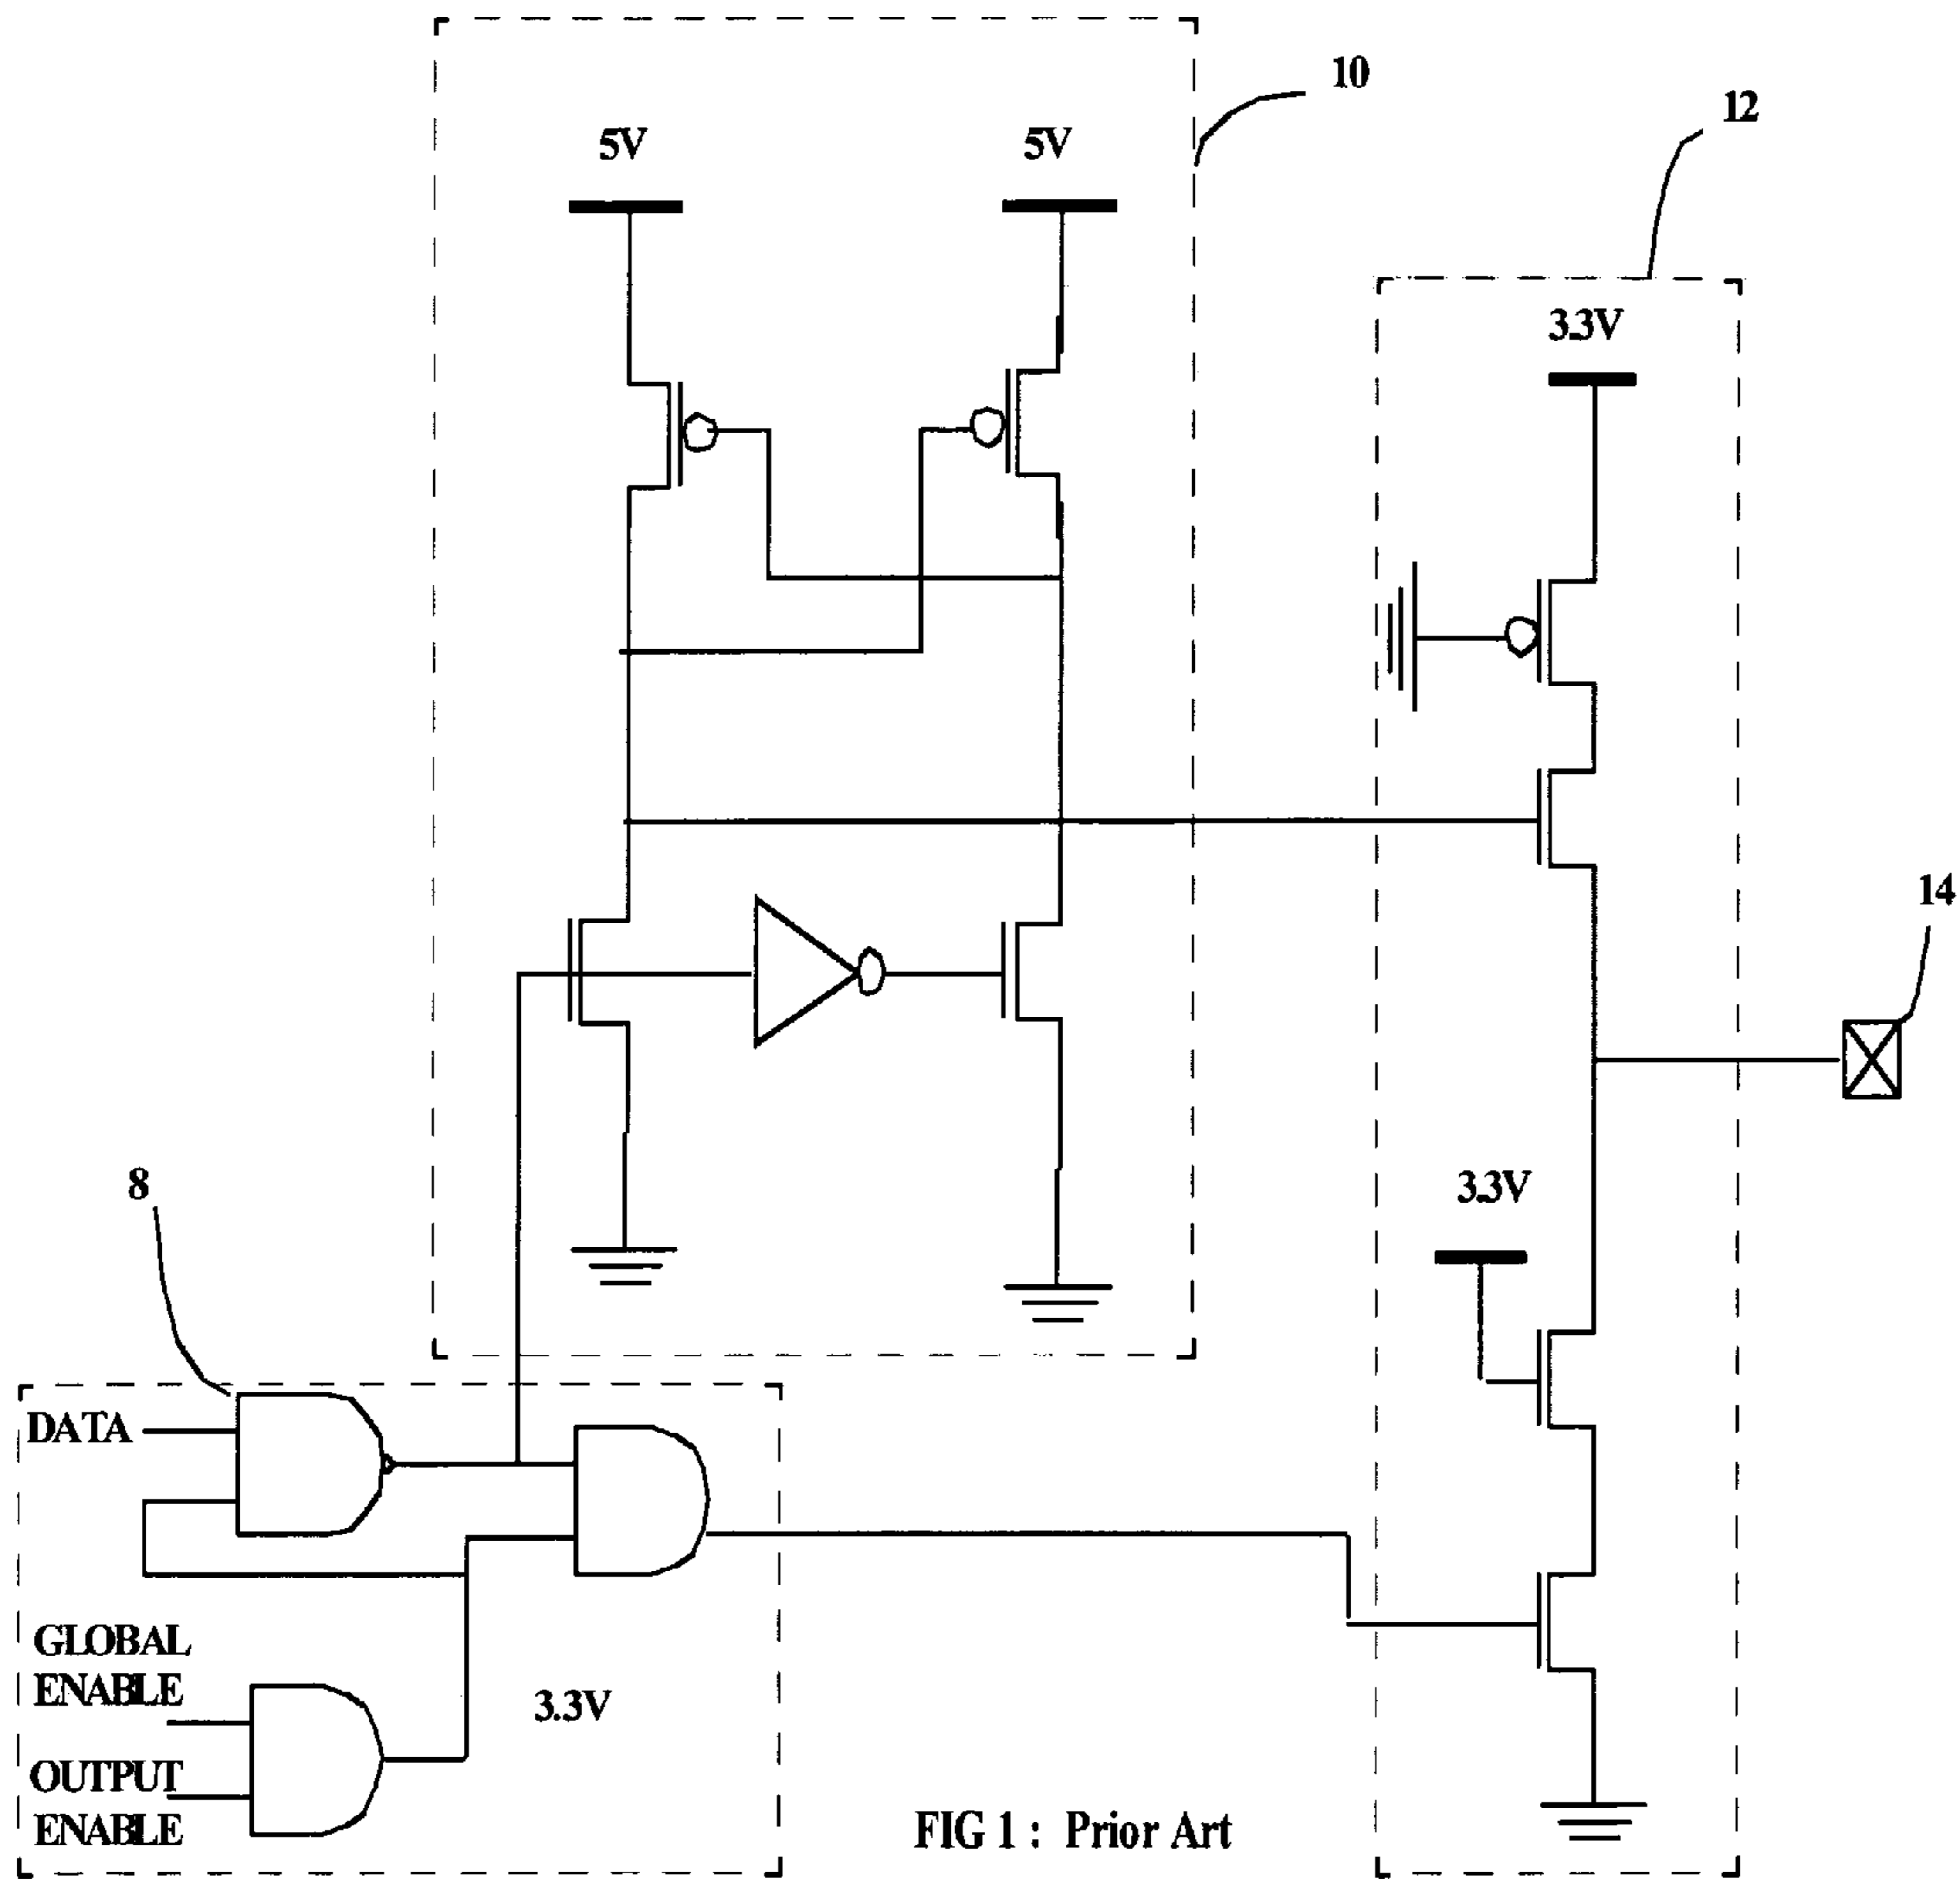 10
12
5V
5V
3.3V
14
3.3V
8
DATA
GLOBAL
ENABLE
3.3V
OUTPUT
ENABLE
FIG 1 : Prior Art